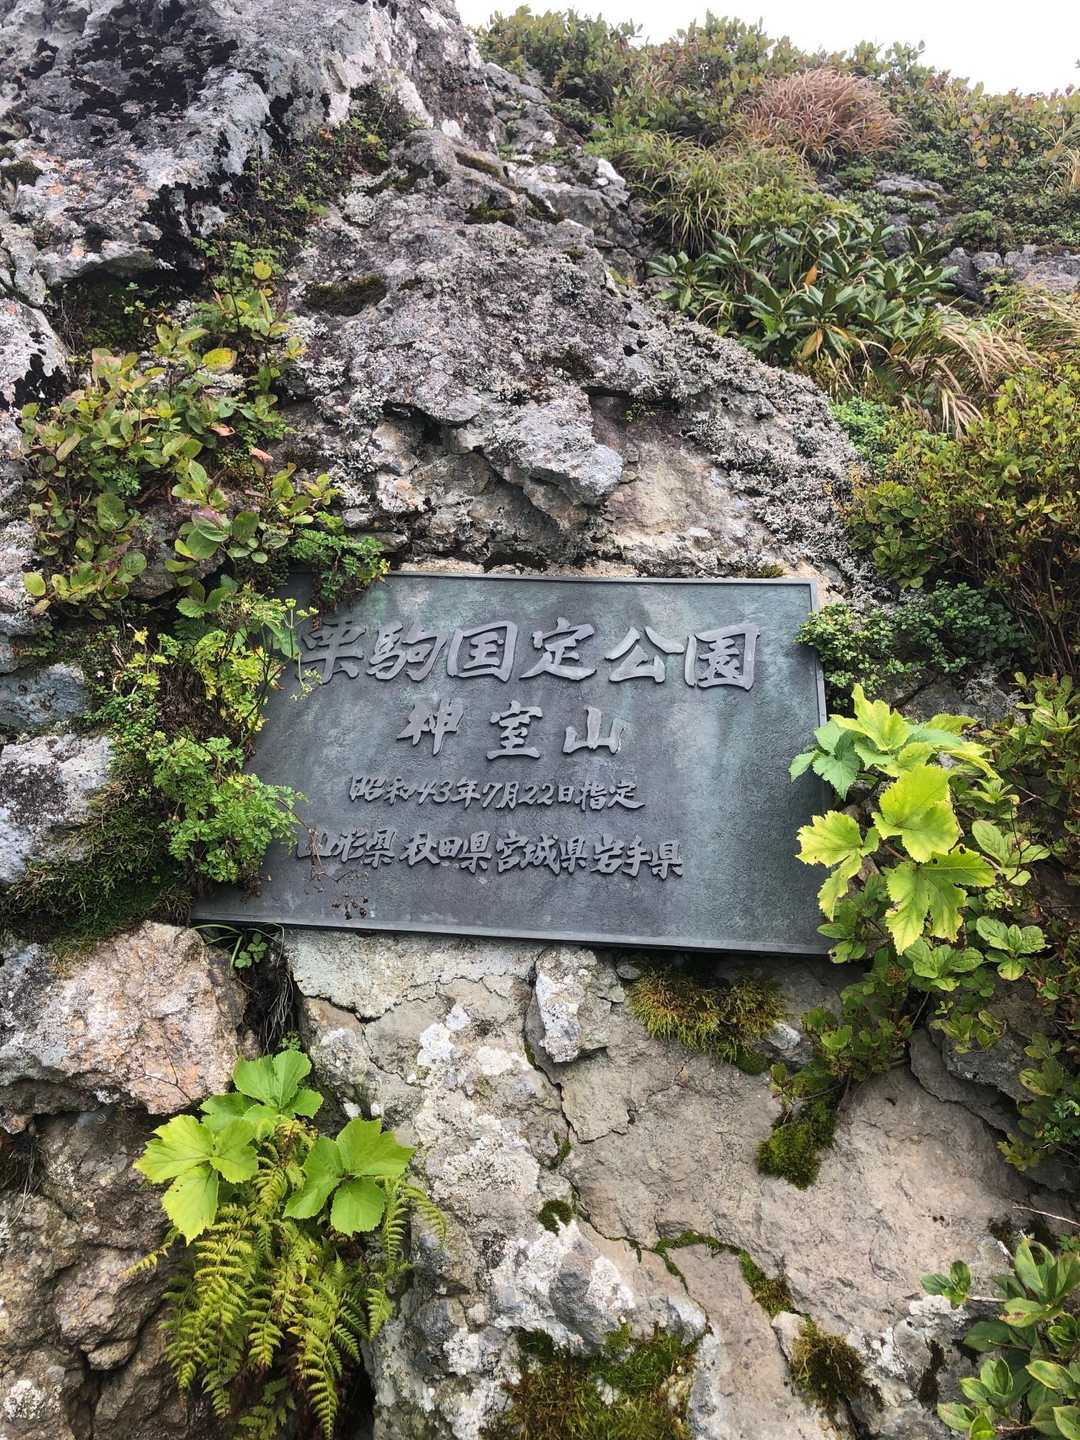 栗駒国定公園
神室山
昭和43年7月22日指定
山形県 秋田県 宮城県 岩手県